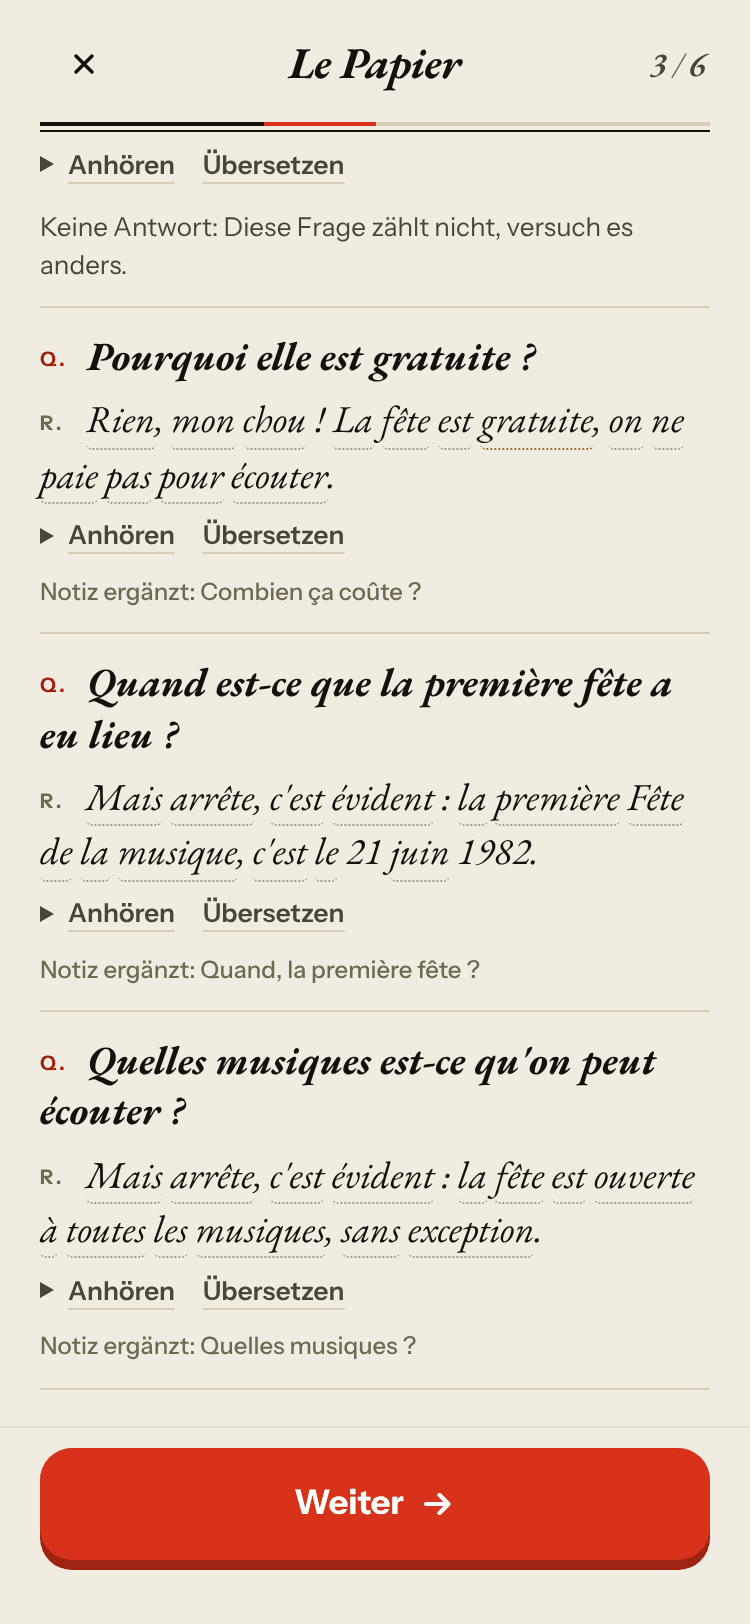 Le Papier
3 / 6
Anhören Übersetzen
Keine Antwort: Diese Frage zählt nicht, versuch es
anders.
Q. Pourquoi elle est gratuite ?
R. Rien, mon chou ! La fête est gratuite, on ne
paie pas pour écouter.
Anhören Übersetzen
Notiz ergänzt: Combien ça coûte ?
Q. Quand est-ce que la première fête a
eu lieu ?
R. Mais arrête, c'est évident : la première Fête
de la musique, c'est le 21 juin 1982.
Anhören Übersetzen
Notiz ergänzt: Quand, la première fête ?
Q. Quelles musiques est-ce qu'on peut
écouter ?
R. Mais arrête, c'est évident : la fête est ouverte
à toutes les musiques, sans exception.
Anhören Übersetzen
Notiz ergänzt: Quelles musiques ?
Weiter →